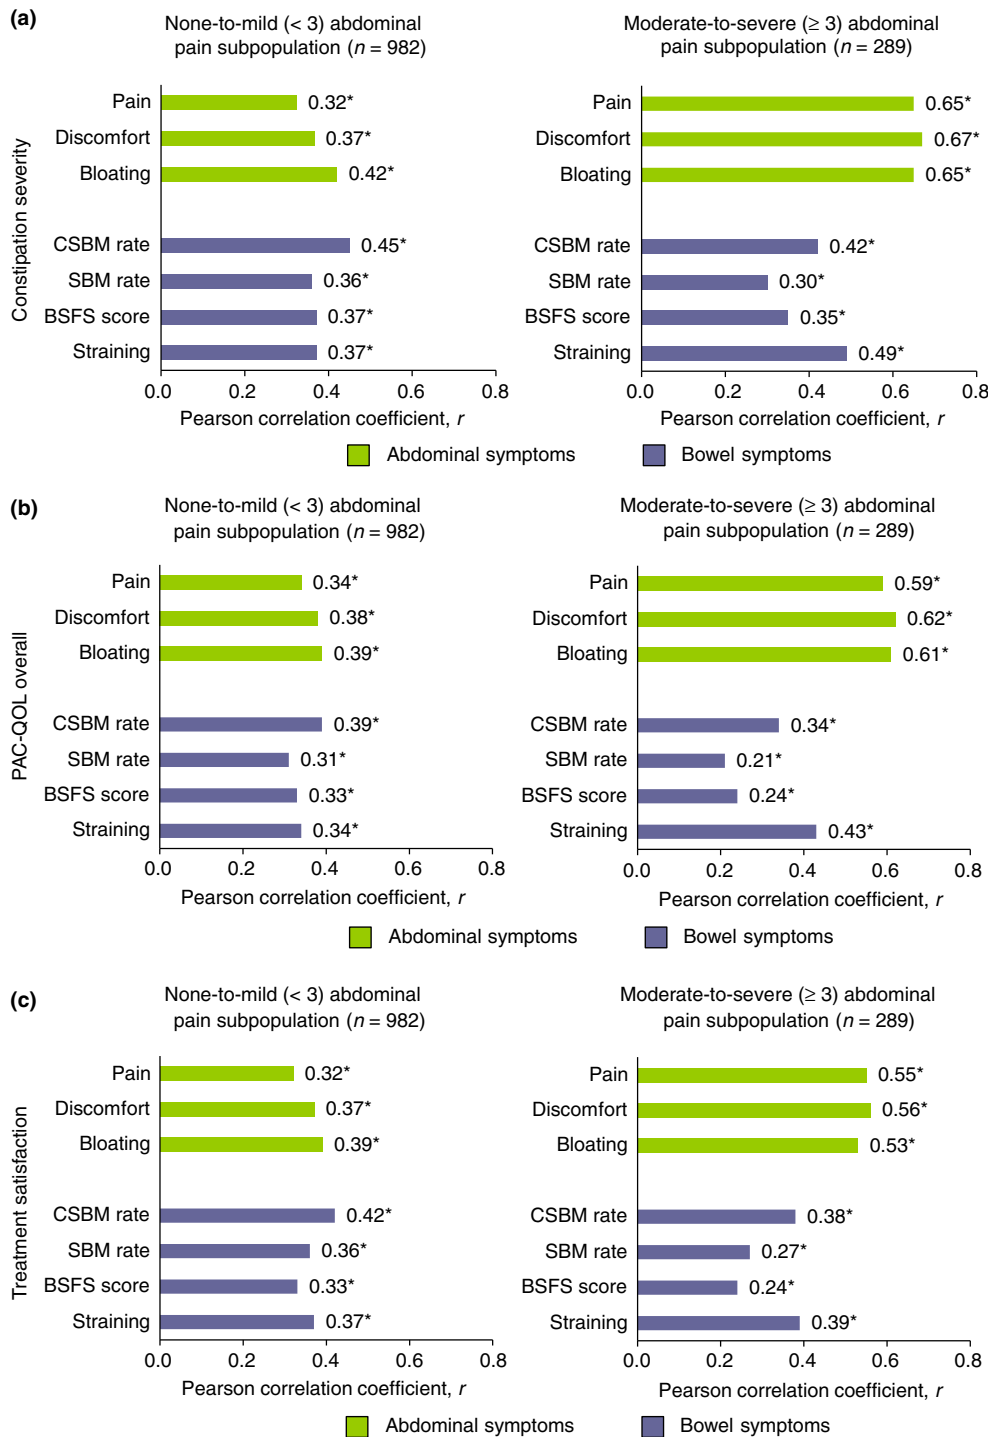 (a)
None-to-mild (< 3) abdominal
pain subpopulation (n = 982)
Constipation severity
Pain 0.32*
Discomfort 0.37*
Bloating 0.42*
CSBM rate 0.45*
SBM rate 0.36*
BSFS score 0.37*
Straining 0.37*
0.0 0.2 0.4 0.6 0.8
Pearson correlation coefficient, r
Moderate-to-severe (≥ 3) abdominal
pain subpopulation (n = 289)
Pain 0.65*
Discomfort 0.67*
Bloating 0.65*
CSBM rate 0.42*
SBM rate 0.30*
BSFS score 0.35*
Straining 0.49*
0.0 0.2 0.4 0.6 0.8
Pearson correlation coefficient, r
Abdominal symptoms Bowel symptoms
(b)
None-to-mild (< 3) abdominal
pain subpopulation (n = 982)
PAC-QOL overall
Pain 0.34*
Discomfort 0.38*
Bloating 0.39*
CSBM rate 0.39*
SBM rate 0.31*
BSFS score 0.33*
Straining 0.34*
0.0 0.2 0.4 0.6 0.8
Pearson correlation coefficient, r
Moderate-to-severe (≥ 3) abdominal
pain subpopulation (n = 289)
Pain 0.59*
Discomfort 0.62*
Bloating 0.61*
CSBM rate 0.34*
SBM rate 0.21*
BSFS score 0.24*
Straining 0.43*
0.0 0.2 0.4 0.6 0.8
Pearson correlation coefficient, r
Abdominal symptoms Bowel symptoms
(c)
None-to-mild (< 3) abdominal
pain subpopulation (n = 982)
Treatment satisfaction
Pain 0.32*
Discomfort 0.37*
Bloating 0.39*
CSBM rate 0.42*
SBM rate 0.36*
BSFS score 0.33*
Straining 0.37*
0.0 0.2 0.4 0.6 0.8
Pearson correlation coefficient, r
Moderate-to-severe (≥ 3) abdominal
pain subpopulation (n = 289)
Pain 0.55*
Discomfort 0.56*
Bloating 0.53*
CSBM rate 0.38*
SBM rate 0.27*
BSFS score 0.24*
Straining 0.39*
0.0 0.2 0.4 0.6 0.8
Pearson correlation coefficient, r
Abdominal symptoms Bowel symptoms